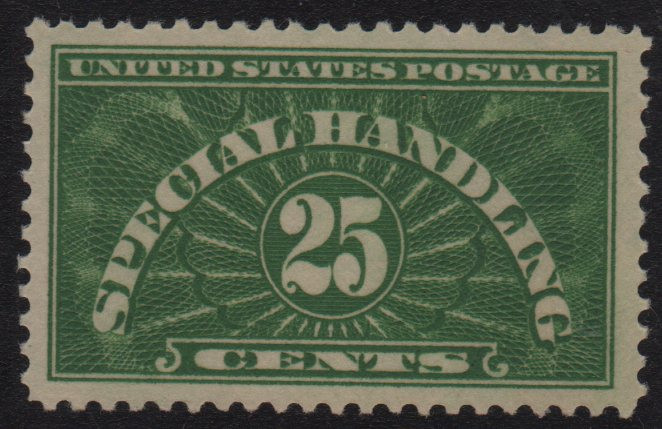 UNITED STATES POSTAGE
SPECIAL HANDLING
25
CENTS